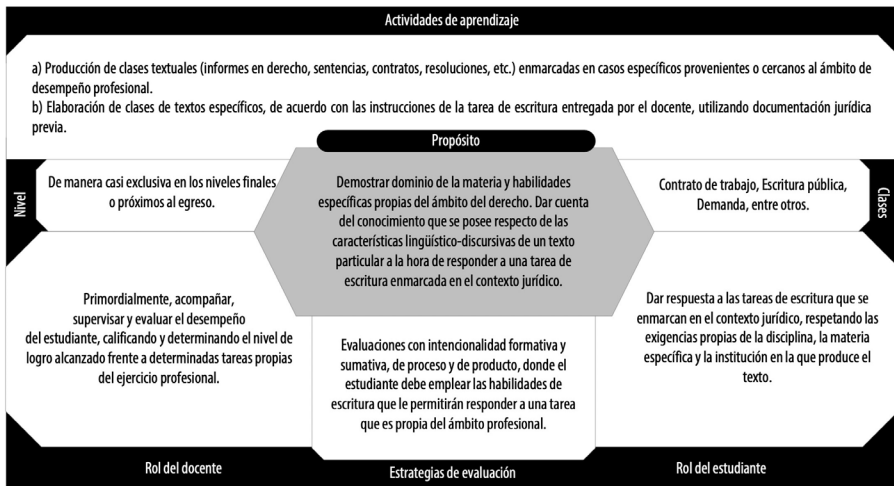 Actividades de aprendizaje
a) Producción de clases textuales (informes en derecho, sentencias, contratos, resoluciones, etc.) enmarcadas en casos específicos provenientes o cercanos al ámbito de
desempeño profesional.
b) Elaboración de clases de textos específicos, de acuerdo con las instrucciones de la tarea de escritura entregada por el docente, utilizando documentación jurídica
previa.
Propósito
Demostrar dominio de la materia y habilidades
específicas propias del ámbito del derecho. Dar cuenta
del conocimiento que se posee respecto de las
características lingüístico-discursivas de un texto
particular a la hora de responder a una tarea de
escritura enmarcada en el contexto jurídico.
Nivel
De manera casi exclusiva en los niveles finales
o próximos al egreso.
Contrato de trabajo, Escritura pública,
Demanda, entre otros.
Clases
Primordialmente, acompañar,
supervisar y evaluar el desempeño
del estudiante, calificando y determinando el nivel de
logro alcanzado frente a determinadas tareas propias
del ejercicio profesional.
Rol del docente
Evaluaciones con intencionalidad formativa y
sumativa, de proceso y de producto, donde el
estudiante debe emplear las habilidades de
escritura que le permitirán responder a una tarea
que es propia del ámbito profesional.
Estrategias de evaluación
Dar respuesta a las tareas de escritura que se
enmarcan en el contexto jurídico, respetando las
exigencias propias de la disciplina, la materia
específica y la institución en la que produce el
texto.
Rol del estudiante